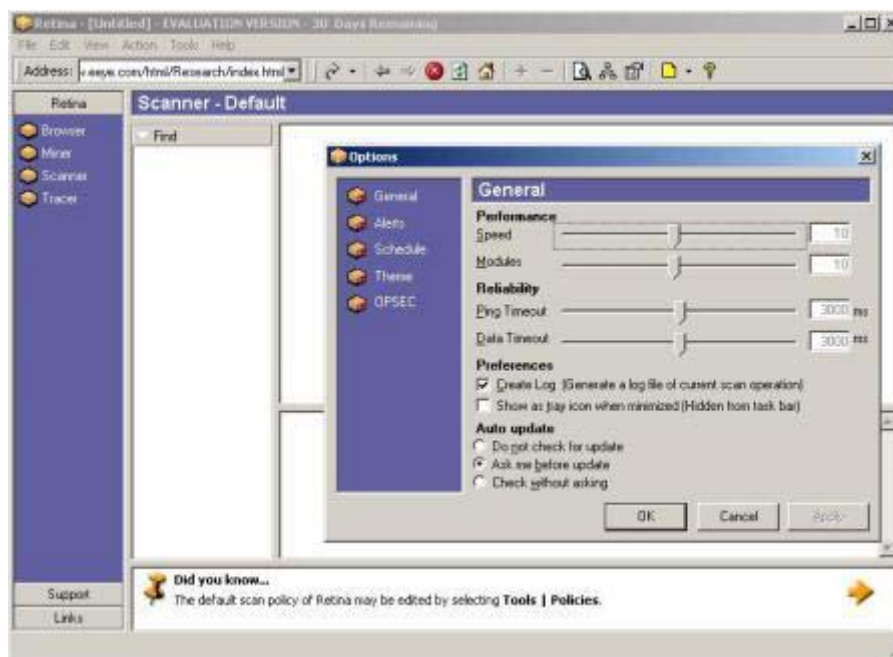 Retina - [Untitled] - EVALUATION VERSION - 30 Days Remaining
File Edit View Action Tools Help
Address: v.eeye.com/html/Research/index.html
Retina
Scanner - Default
Browser
Miner
Scanner
Tracer
Find
Options
General
Alerts
Schedule
Theme
OPSEC
General
Performance
Speed 10
Modules 10
Reliability
Ping Timeout 3000 ms
Data Timeout 3000 ms
Preferences
Create Log (Generate a log file of current scan operation)
Show as tray icon when minimized (Hidden from task bar)
Auto update
Do not check for update
Ask me before update
Check without asking
OK Cancel Apply
Support
Links
Did you know...
The default scan policy of Retina may be edited by selecting Tools | Policies.